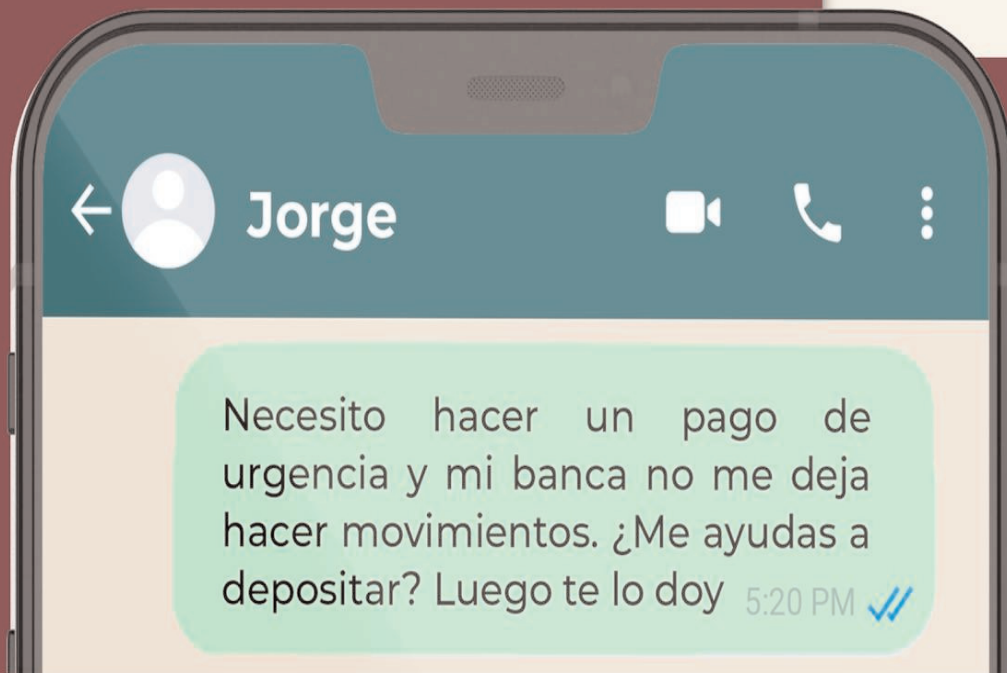 Jorge
Necesito hacer un pago de
urgencia y mi banca no me deja
hacer movimientos. ¿Me ayudas a
depositar? Luego te lo doy 5:20 PM